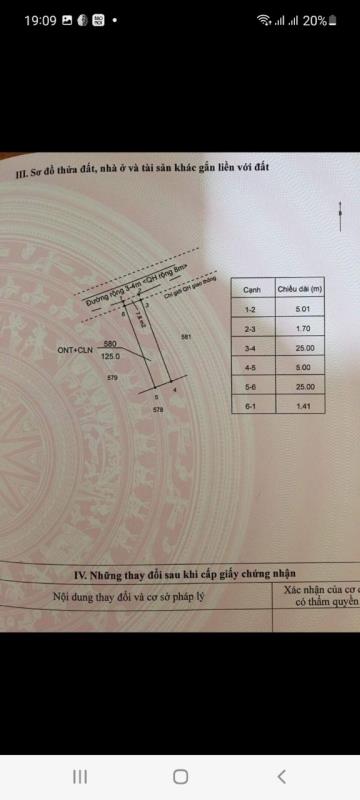 19:09
20%
III. Sơ đồ thửa đất, nhà ở và tài sản khác gắn liền với đất
Đường rộng 3-4m <QH rộng 8m>
Chỉ giới QH giao thông
1
2
6
3
7.8 m2
ONT+CLN 580
125.0
581
579
5
4
578
Cạnh Chiều dài (m)
1-2 5.01
2-3 1.70
3-4 25.00
4-5 5.00
5-6 25.00
6-1 1.41
IV. Những thay đổi sau khi cấp giấy chứng nhận
Nội dung thay đổi và cơ sở pháp lý
Xác nhận của cơ
có thẩm quyền